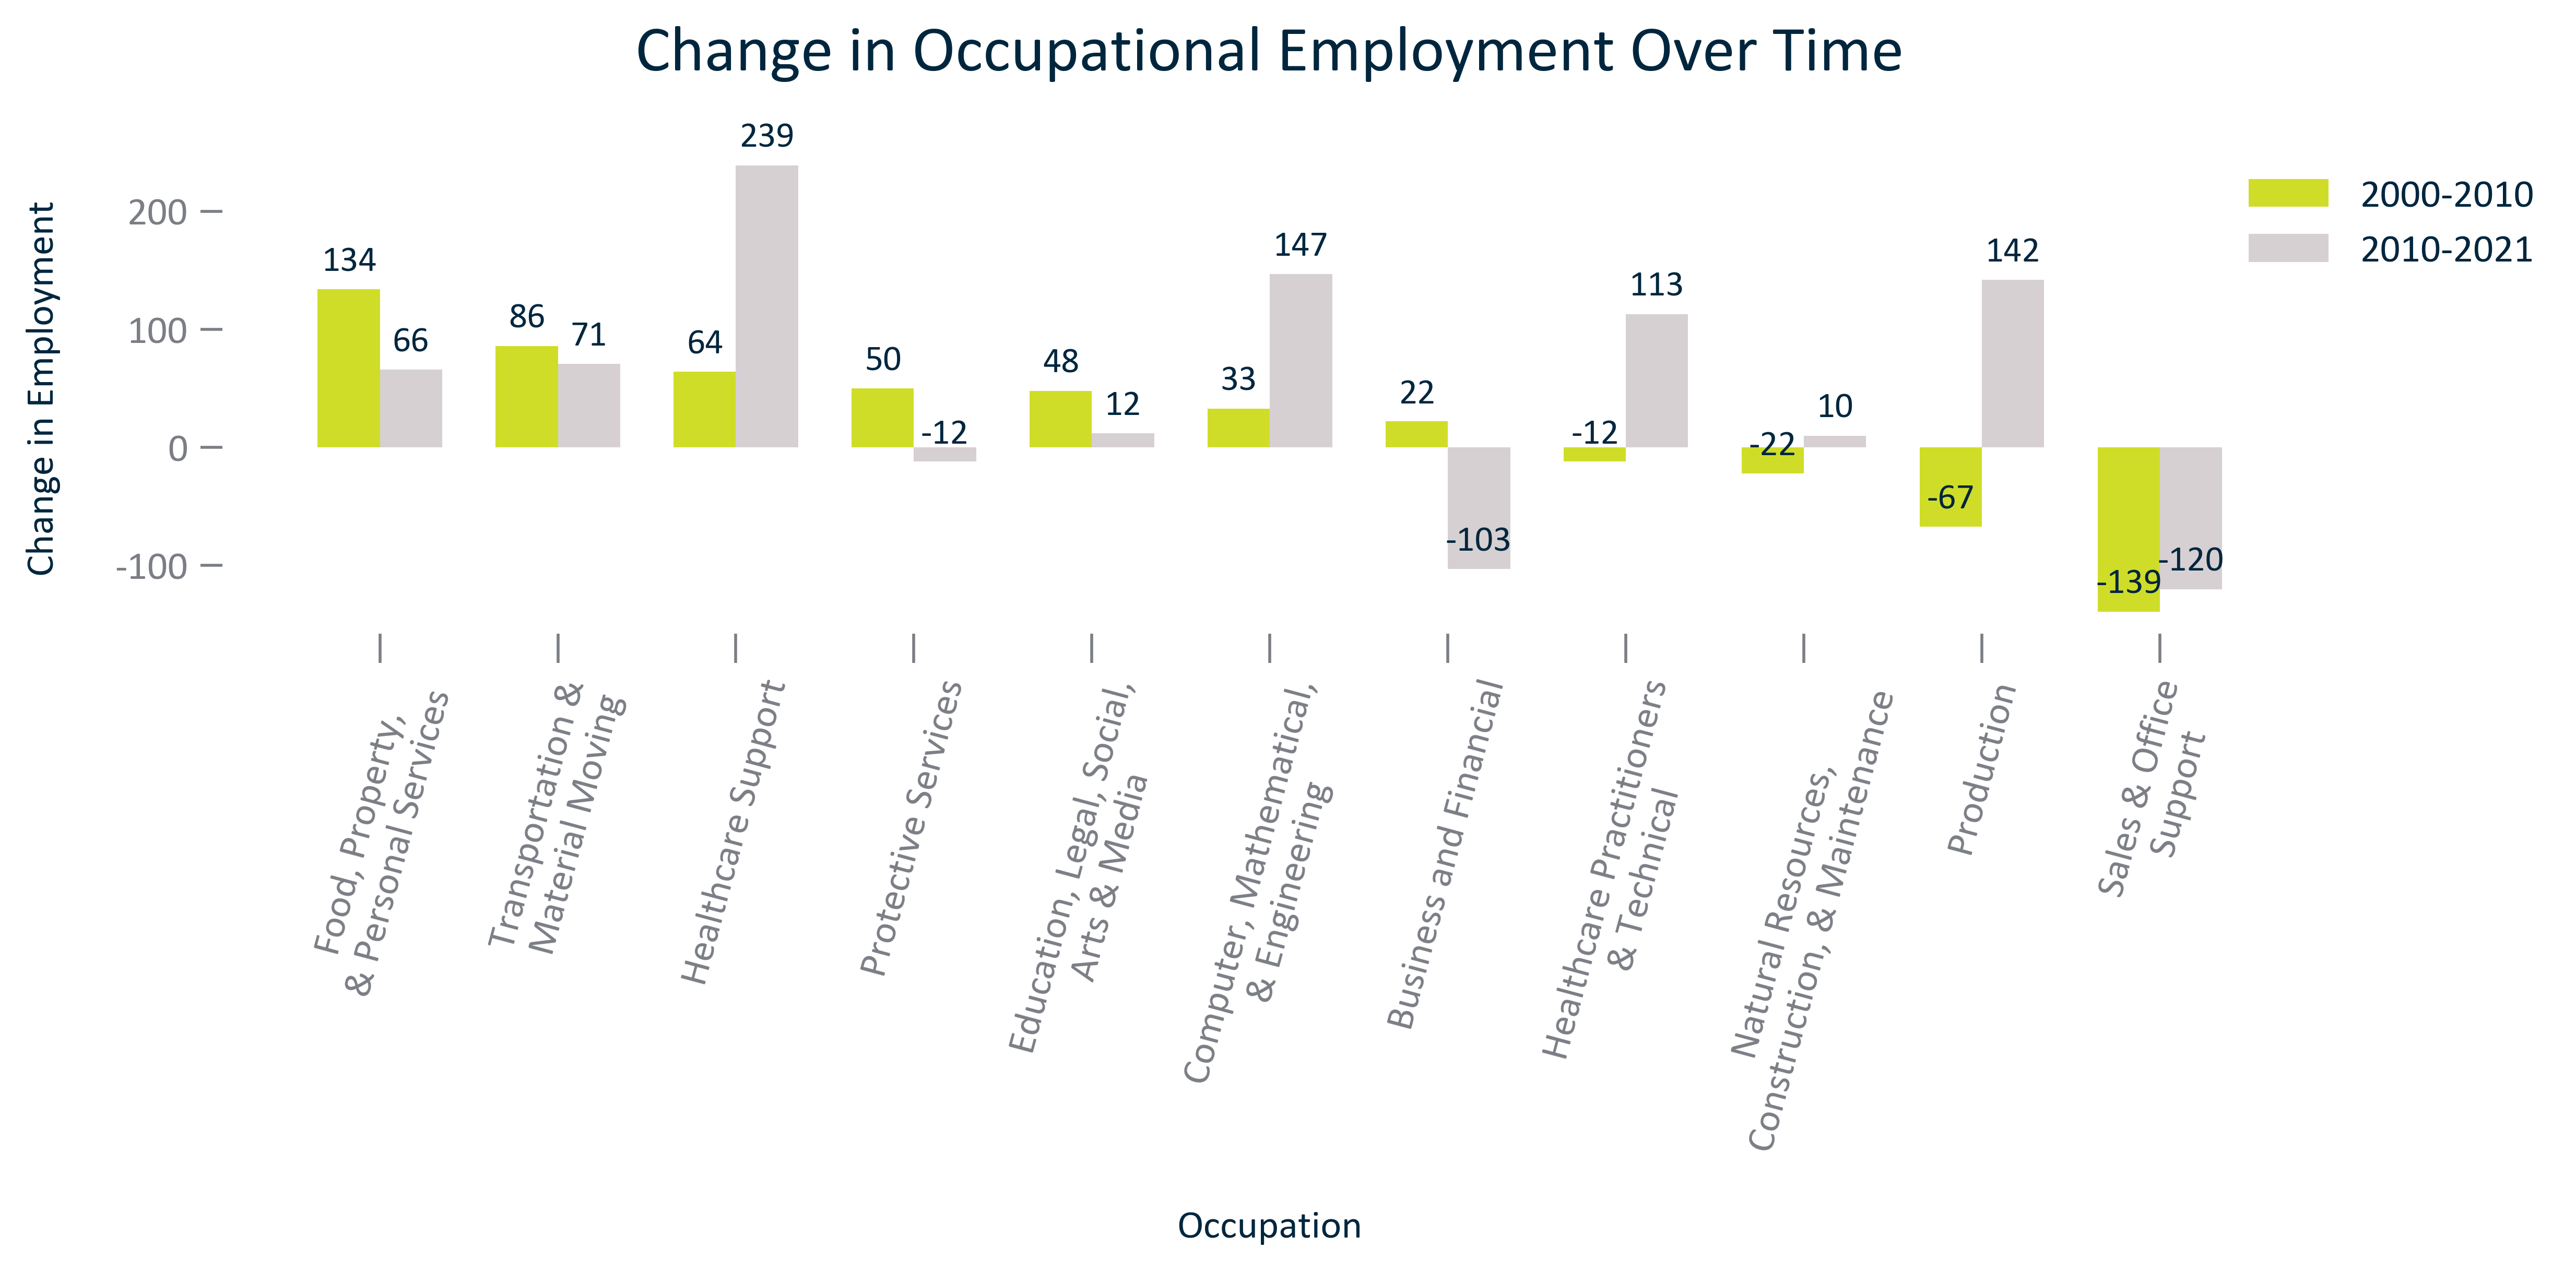 Change in Occupational Employment Over Time
Change in Employment
200
100
0
-100
134
66
86
71
64
239
50
-12
48
12
33
147
22
-103
-12
113
-22
10
-67
142
-139
-120
2000-2010
2010-2021
Food, Property,
& Personal Services
Transportation &
Material Moving
Healthcare Support
Protective Services
Education, Legal, Social,
Arts & Media
Computer, Mathematical,
& Engineering
Business and Financial
Healthcare Practitioners
& Technical
Natural Resources,
Construction, & Maintenance
Production
Sales & Office
Support
Occupation